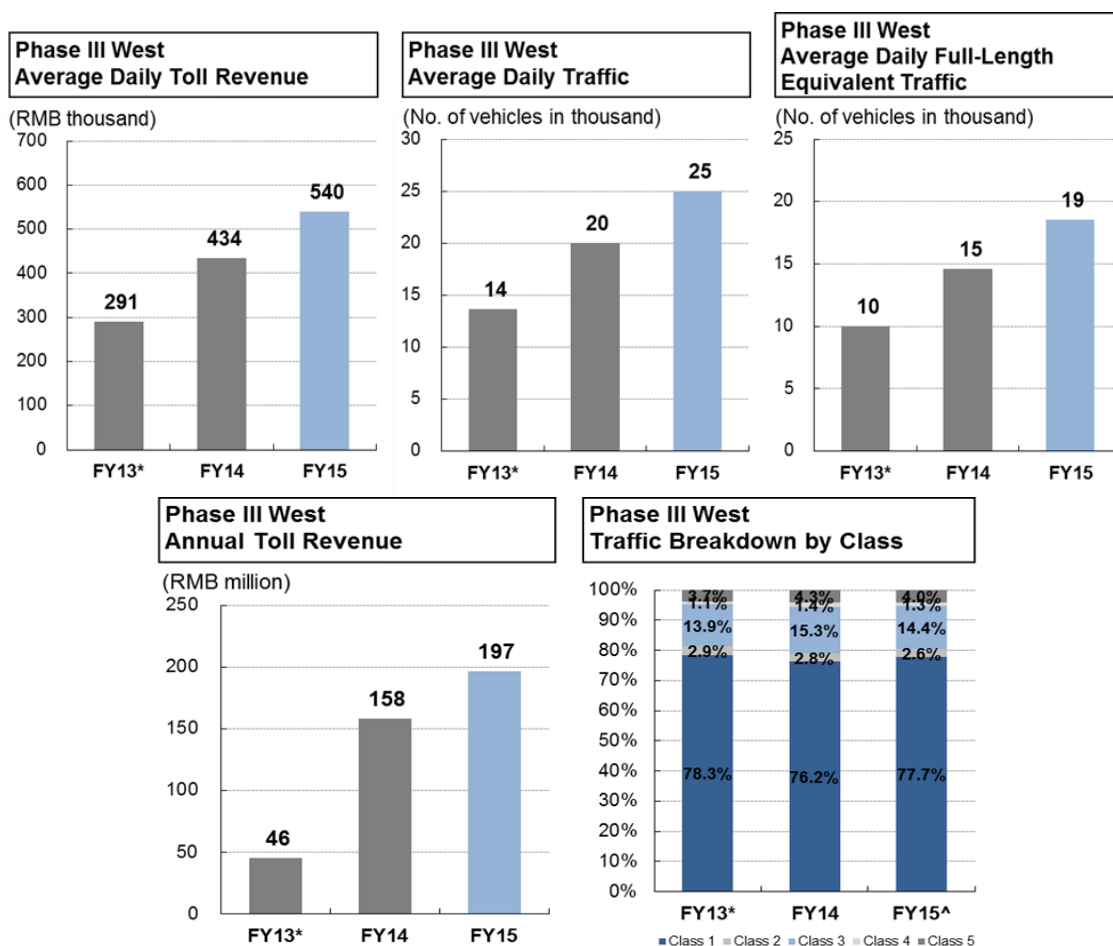 Phase III West
Average Daily Toll Revenue
(RMB thousand)
700
600
500
400
300
200
100
0
291
434
540
FY13*
FY14
FY15
Phase III West
Average Daily Traffic
(No. of vehicles in thousand)
30
25
20
15
10
5
0
14
20
25
FY13*
FY14
FY15
Phase III West
Average Daily Full-Length
Equivalent Traffic
(No. of vehicles in thousand)
25
20
15
10
5
0
10
15
19
FY13*
FY14
FY15
Phase III West
Annual Toll Revenue
(RMB million)
250
200
150
100
50
0
46
158
197
FY13*
FY14
FY15
Phase III West
Traffic Breakdown by Class
100%
90%
80%
70%
60%
50%
40%
30%
20%
10%
0%
3.7%
1.1%
13.9%
2.9%
78.3%
4.3%
1.4%
15.3%
2.8%
76.2%
4.0%
1.3%
14.4%
2.6%
77.7%
FY13*
FY14
FY15^
Class 1
Class 2
Class 3
Class 4
Class 5